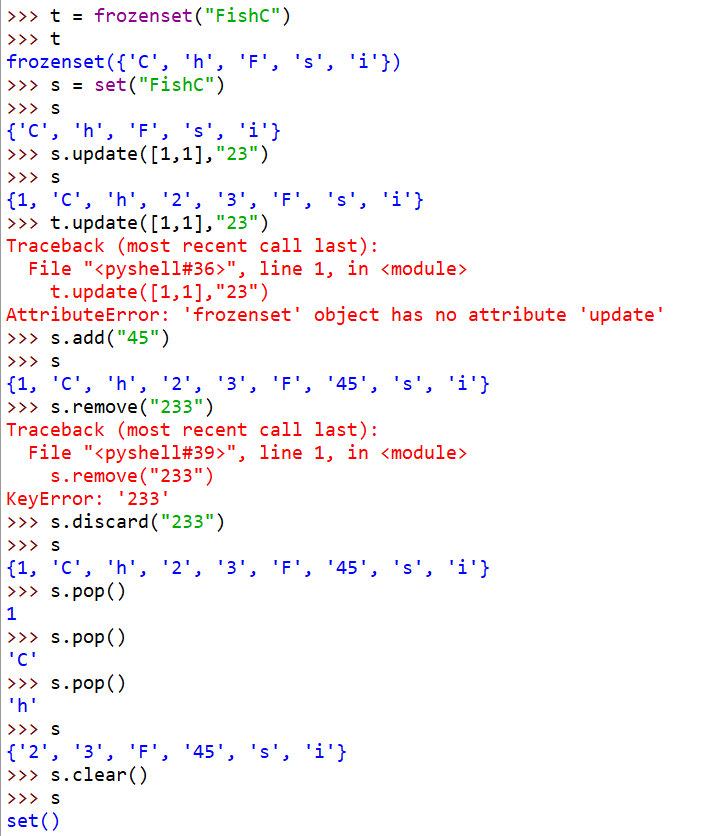 >>> t = frozenset("FishC")
>>> t
frozenset({'C', 'h', 'F', 's', 'i'})
>>> s = set("FishC")
>>> s
{'C', 'h', 'F', 's', 'i'}
>>> s.update([1,1],"23")
>>> s
{1, 'C', 'h', '2', '3', 'F', 's', 'i'}
>>> t.update([1,1],"23")
Traceback (most recent call last):
  File "<pyshell#36>", line 1, in <module>
    t.update([1,1],"23")
AttributeError: 'frozenset' object has no attribute 'update'
>>> s.add("45")
>>> s
{1, 'C', 'h', '2', '3', 'F', '45', 's', 'i'}
>>> s.remove("233")
Traceback (most recent call last):
  File "<pyshell#39>", line 1, in <module>
    s.remove("233")
KeyError: '233'
>>> s.discard("233")
>>> s
{1, 'C', 'h', '2', '3', 'F', '45', 's', 'i'}
>>> s.pop()
1
>>> s.pop()
'C'
>>> s.pop()
'h'
>>> s
{'2', '3', 'F', '45', 's', 'i'}
>>> s.clear()
>>> s
set()